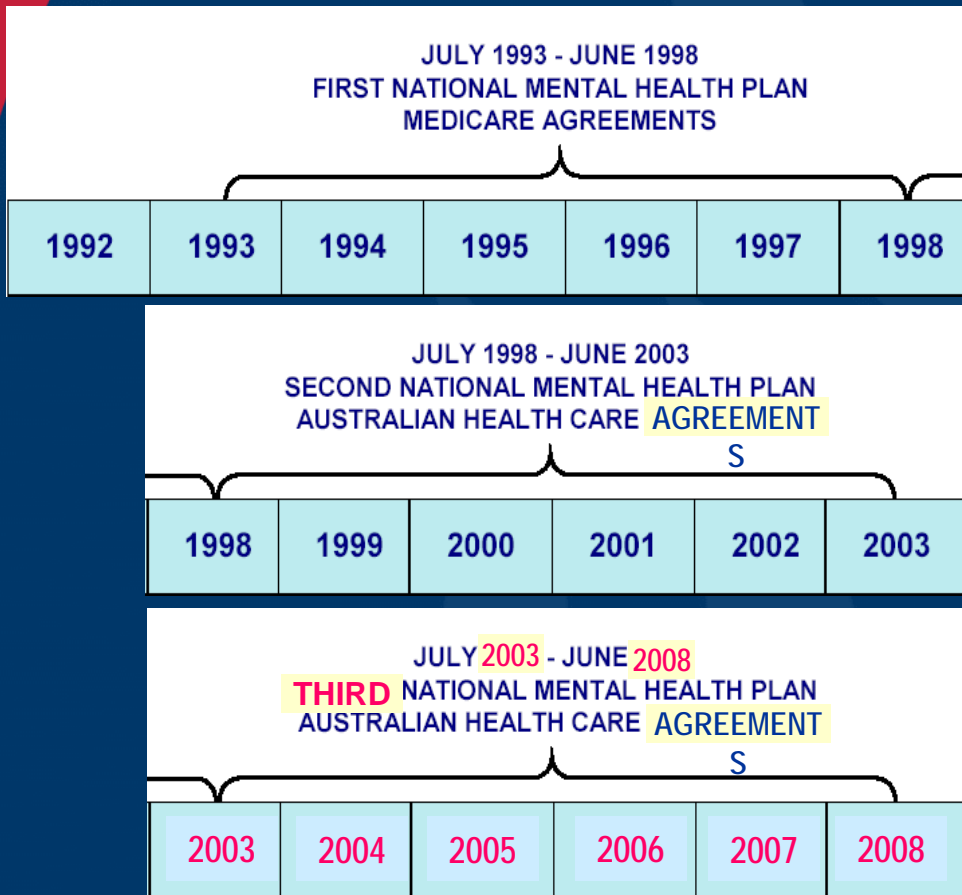 JULY 1993 - JUNE 1998
FIRST NATIONAL MENTAL HEALTH PLAN
MEDICARE AGREEMENTS
1992 1993 1994 1995 1996 1997 1998
JULY 1998 - JUNE 2003
SECOND NATIONAL MENTAL HEALTH PLAN
AUSTRALIAN HEALTH CARE AGREEMENT
S
1998 1999 2000 2001 2002 2003
JULY 2003 - JUNE 2008
THIRD NATIONAL MENTAL HEALTH PLAN
AUSTRALIAN HEALTH CARE AGREEMENT
S
2003 2004 2005 2006 2007 2008